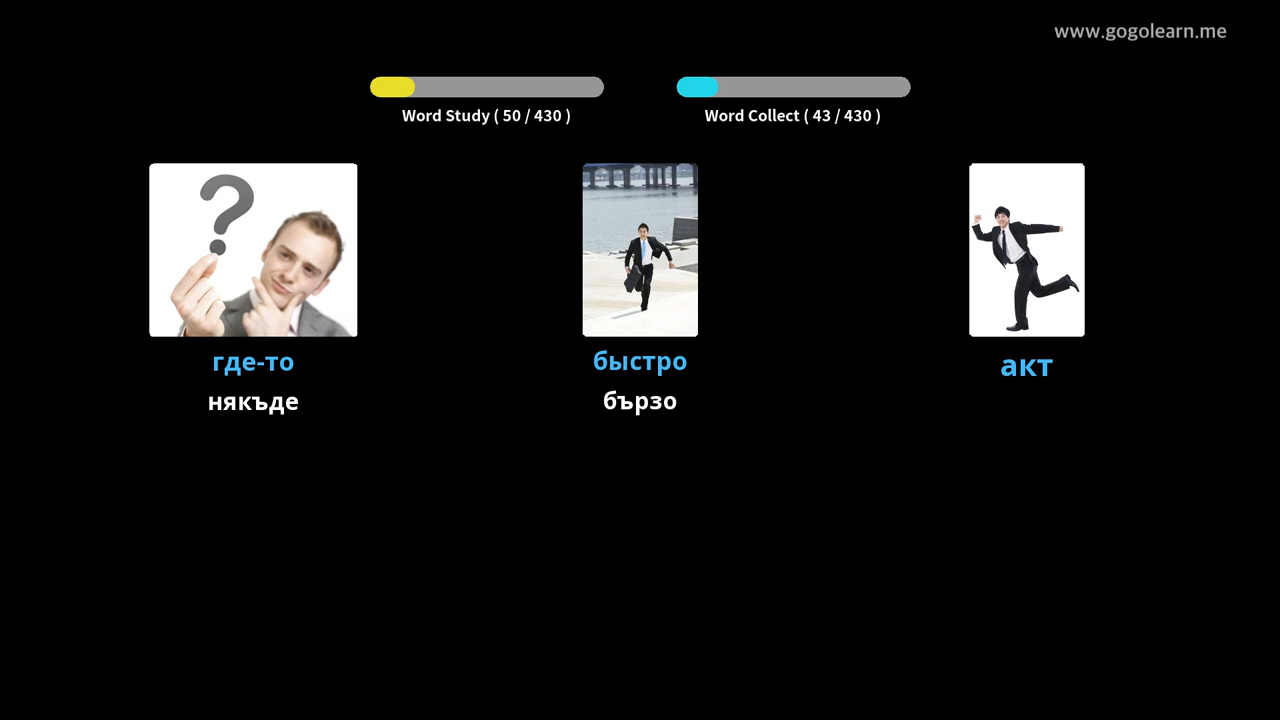 www.gogolearn.me
Word Study ( 50 / 430 )
Word Collect ( 43 / 430 )
?
где-то
някъде
быстро
бързо
акт